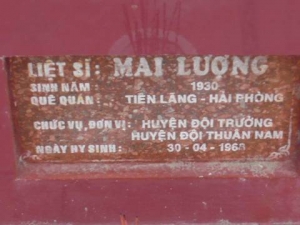 LIỆT SĨ: MAI LƯỢNG
SINH NĂM: 1930
QUÊ QUÁN: TIÊN LÃNG - HẢI PHÒNG
CHỨC VỤ, ĐƠN VỊ: HUYỆN ĐỘI TRƯỞNG
HUYỆN ĐỘI THUẬN NAM
NGÀY HY SINH: 30 - 04 - 1968